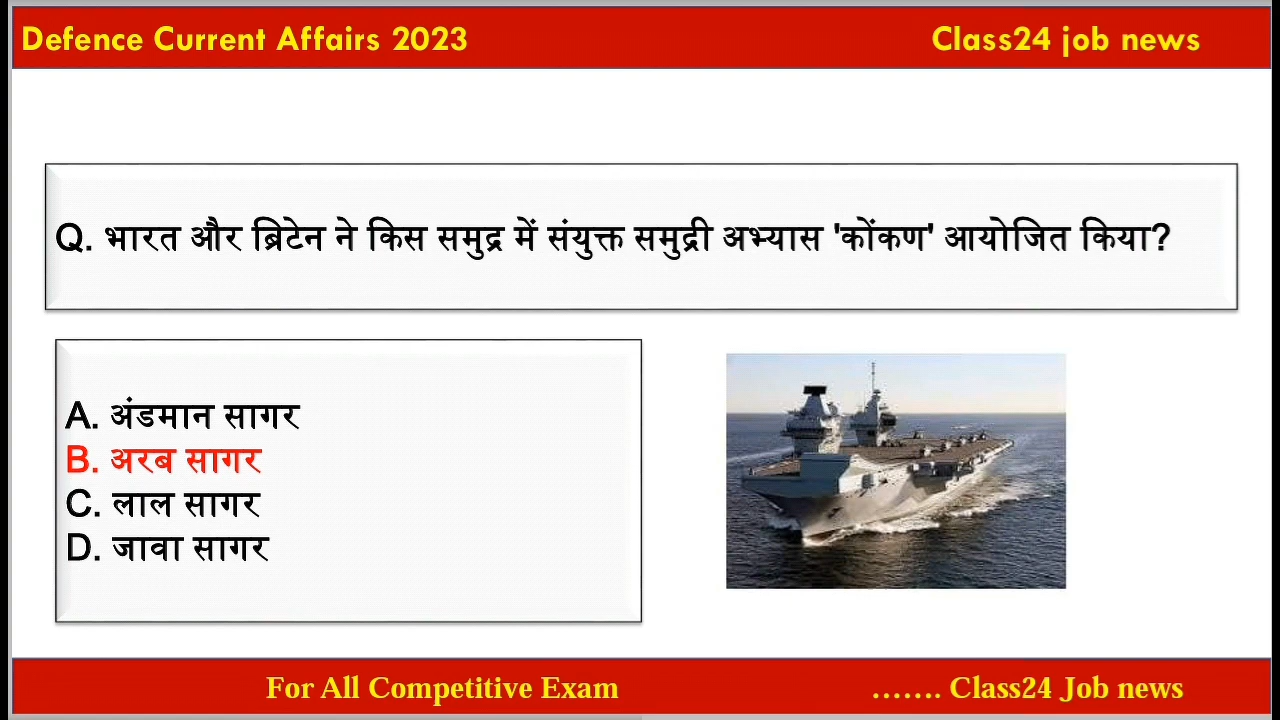 Defence Current Affairs 2023
Class24 job news
Q. भारत और ब्रिटेन ने किस समुद्र में संयुक्त समुद्री अभ्यास 'कोंकण' आयोजित किया?
A. अंडमान सागर
B. अरब सागर
C. लाल सागर
D. जावा सागर
For All Competitive Exam
....... Class24 Job news